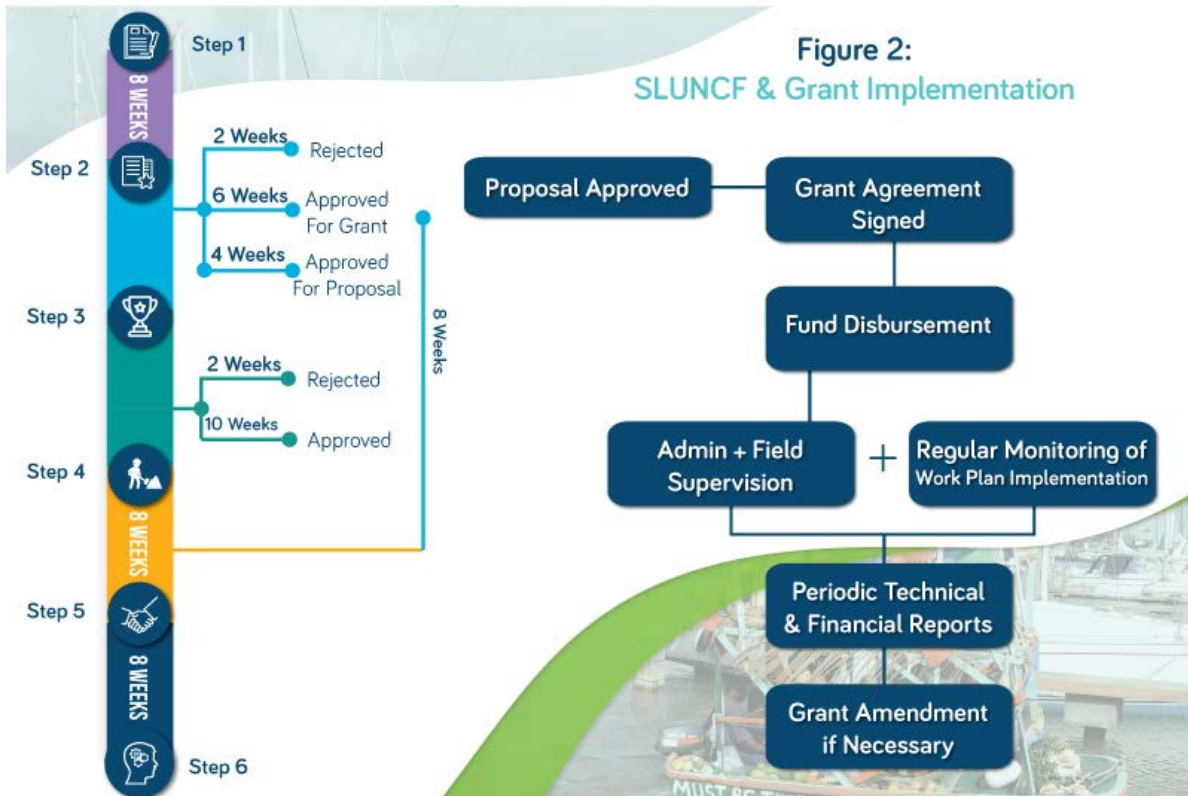 Step 1
8 WEEKS
Step 2
2 Weeks
Rejected
6 Weeks
Approved
For Grant
4 Weeks
Approved
For Proposal
8 Weeks
Step 3
2 Weeks
Rejected
10 Weeks
Approved
Step 4
8 WEEKS
Step 5
8 WEEKS
Step 6
Figure 2:
SLUNCF & Grant Implementation
Proposal Approved
Grant Agreement
Signed
Fund Disbursement
Admin + Field
Supervision
+
Regular Monitoring of
Work Plan Implementation
Periodic Technical
& Financial Reports
Grant Amendment
if Necessary
MUST BE